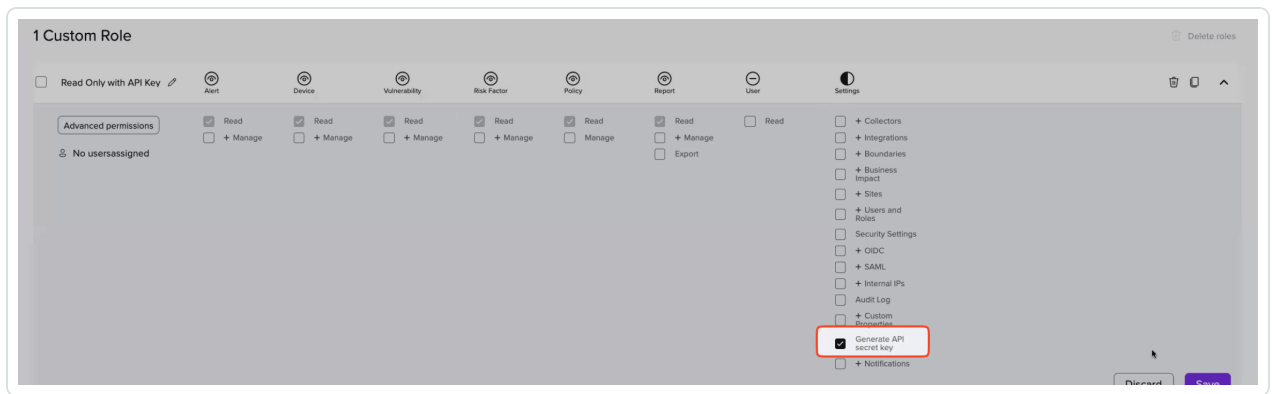 1 Custom Role
Delete roles
Read Only with API Key
Alert
Device
Vulnerability
Risk Factor
Policy
Report
User
Settings
Advanced permissions
No usersassigned
Read
+ Manage
Read
+ Manage
Read
+ Manage
Read
+ Manage
Read
Manage
Read
+ Manage
Export
Read
+ Collectors
+ Integrations
+ Boundaries
+ Business
Impact
+ Sites
+ Users and
Roles
Security Settings
+ OIDC
+ SAML
+ Internal IPs
Audit Log
+ Custom
Properties
Generate API
secret key
+ Notifications
Discard
Save